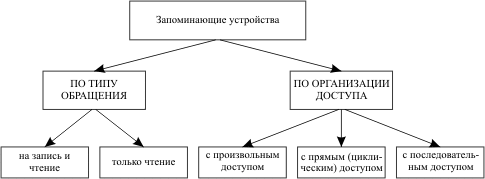 Запоминающие устройства
ПО ТИПУ
ОБРАЩЕНИЯ
ПО ОРГАНИЗАЦИИ
ДОСТУПА
на запись и
чтение
только чтение
с произвольным
доступом
с прямым (цикли-
ческим) доступом
с последователь-
ным доступом